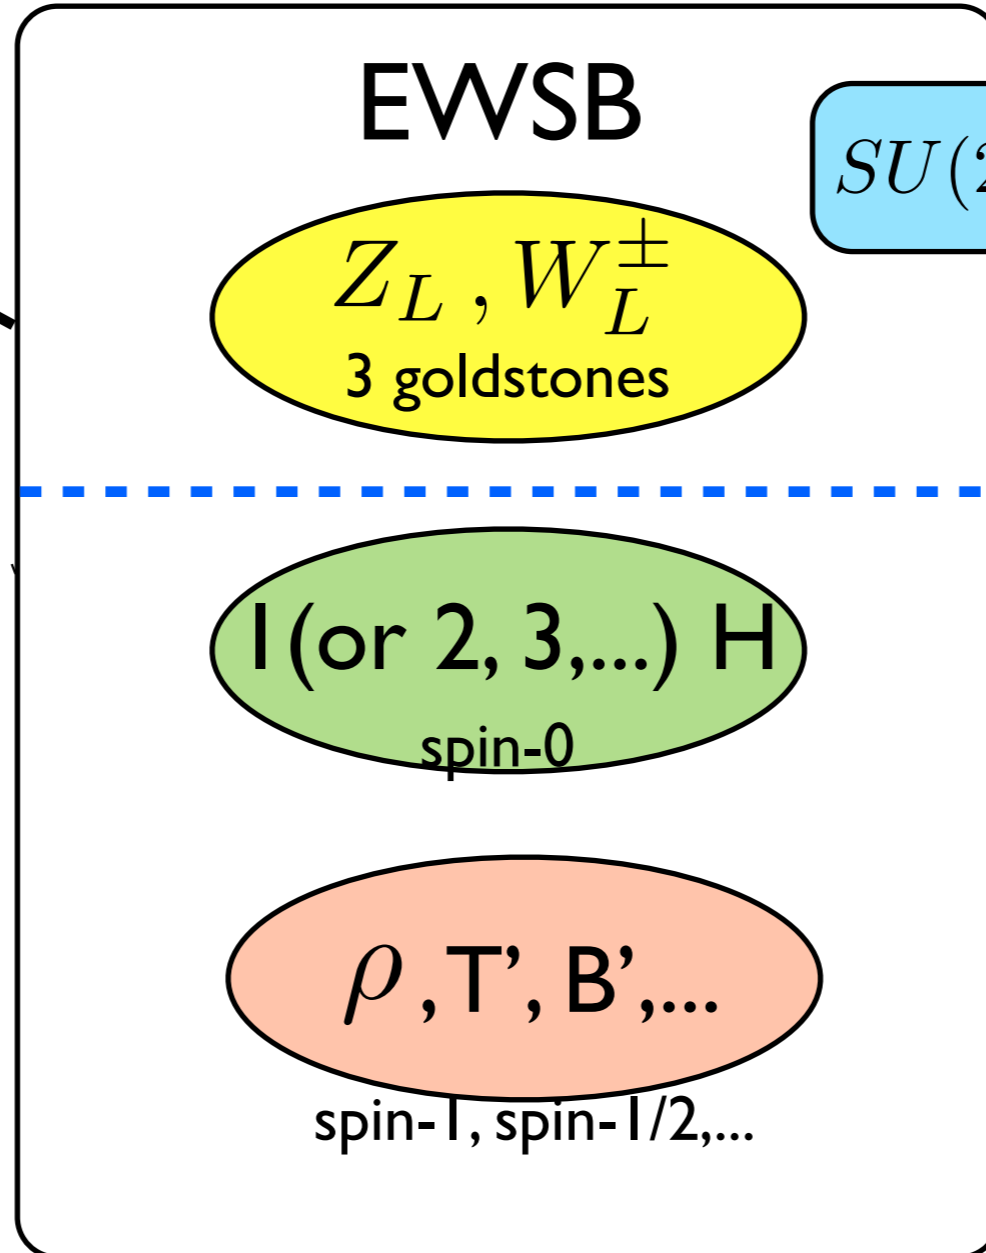 EWSB
SU(2
Z_L , W_L^±
3 goldstones
1 (or 2, 3,...) H
spin-0
ρ ,T’, B’,...
spin-1, spin-1/2,...